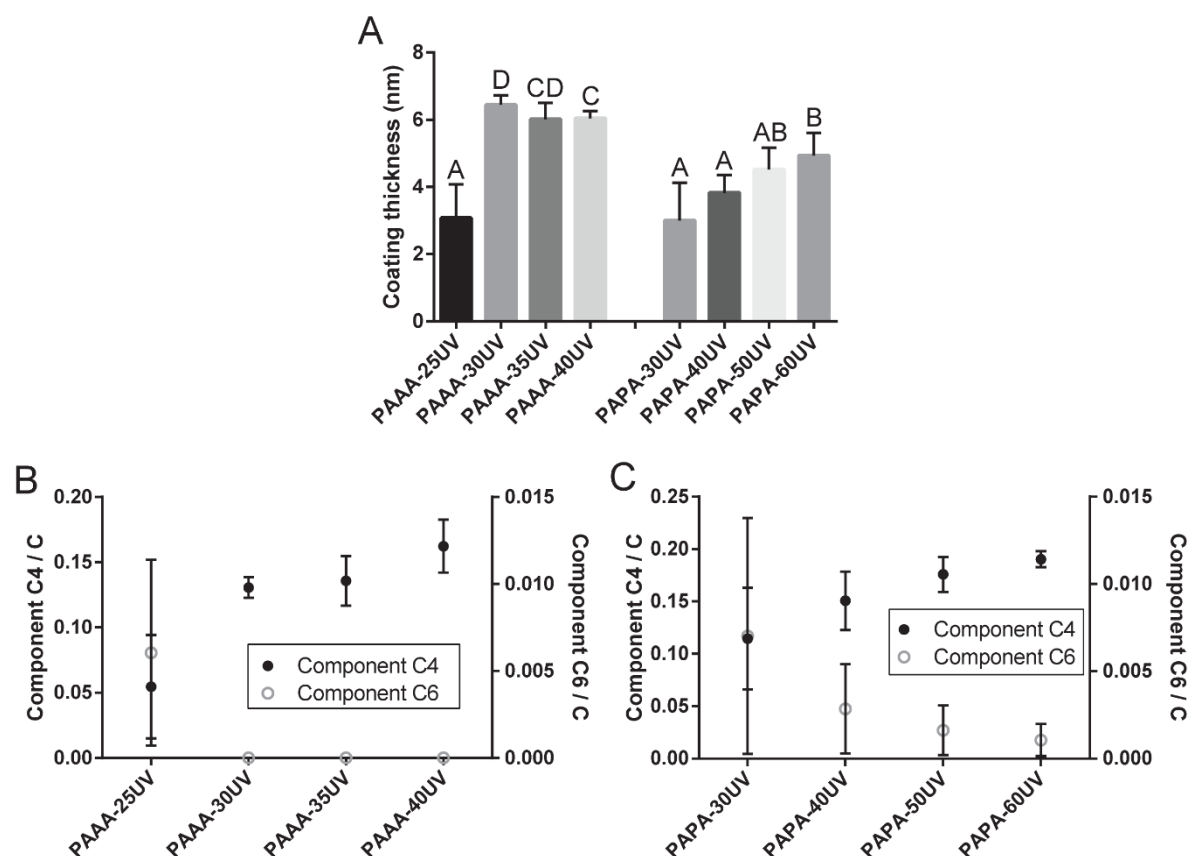 A
Coating thickness (nm)
8
6
4
2
0
A
D
CD
C
A
A
AB
B
PAAA-25UV
PAAA-30UV
PAAA-35UV
PAAA-40UV
PAPA-30UV
PAPA-40UV
PAPA-50UV
PAPA-60UV
B
Component C4 / C
0.20
0.15
0.10
0.05
0.00
Component C4
Component C6
0.015
0.010
0.005
0.000
Component C6 / C
PAAA-25UV
PAAA-30UV
PAAA-35UV
PAAA-40UV
C
Component C4 / C
0.25
0.20
0.15
0.10
0.05
0.00
Component C4
Component C6
0.015
0.010
0.005
0.000
Component C6 / C
PAPA-30UV
PAPA-40UV
PAPA-50UV
PAPA-60UV